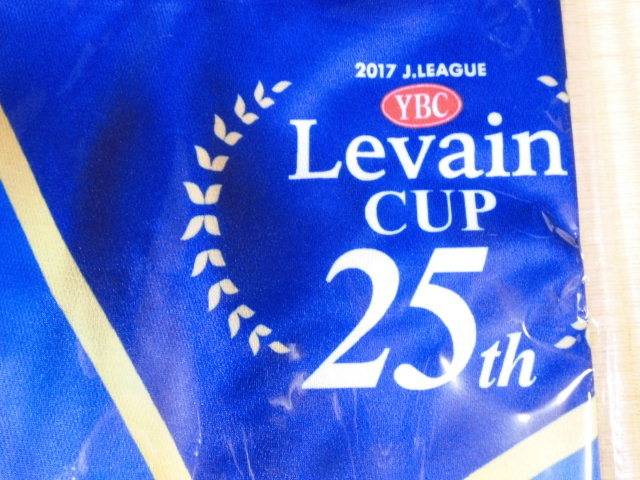 2017 J.LEAGUE
YBC
Levain
CUP
25th